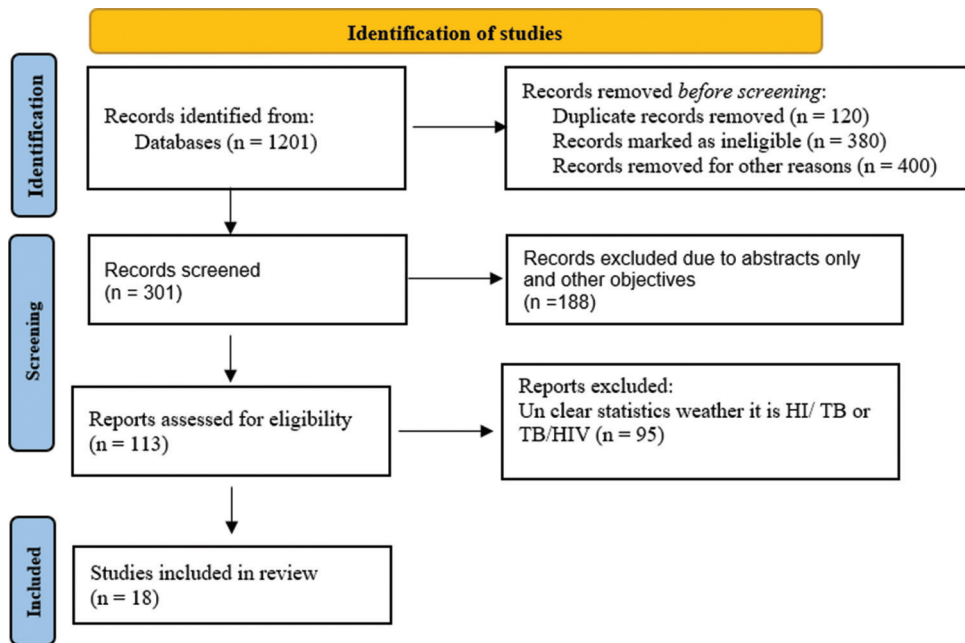 Identification of studies
Identification
Records identified from:
Databases (n = 1201)
Records removed before screening:
Duplicate records removed (n = 120)
Records marked as ineligible (n = 380)
Records removed for other reasons (n = 400)
Screening
Records screened
(n = 301)
Records excluded due to abstracts only
and other objectives
(n =188)
Reports assessed for eligibility
(n = 113)
Reports excluded:
Un clear statistics weather it is HI/ TB or
TB/HIV (n = 95)
Included
Studies included in review
(n = 18)